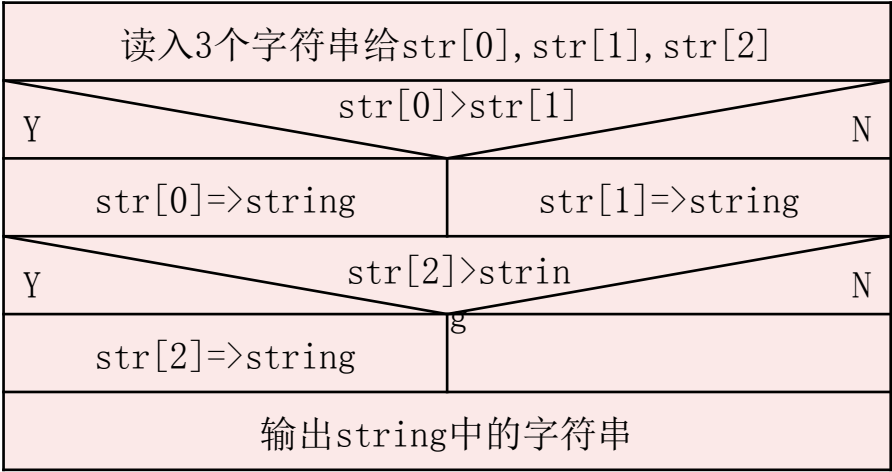 读入3个字符串给str[0],str[1],str[2]
str[0]>str[1]
Y
N
str[0]=>string
str[1]=>string
str[2]>strin
g
Y
N
str[2]=>string
输出string中的字符串